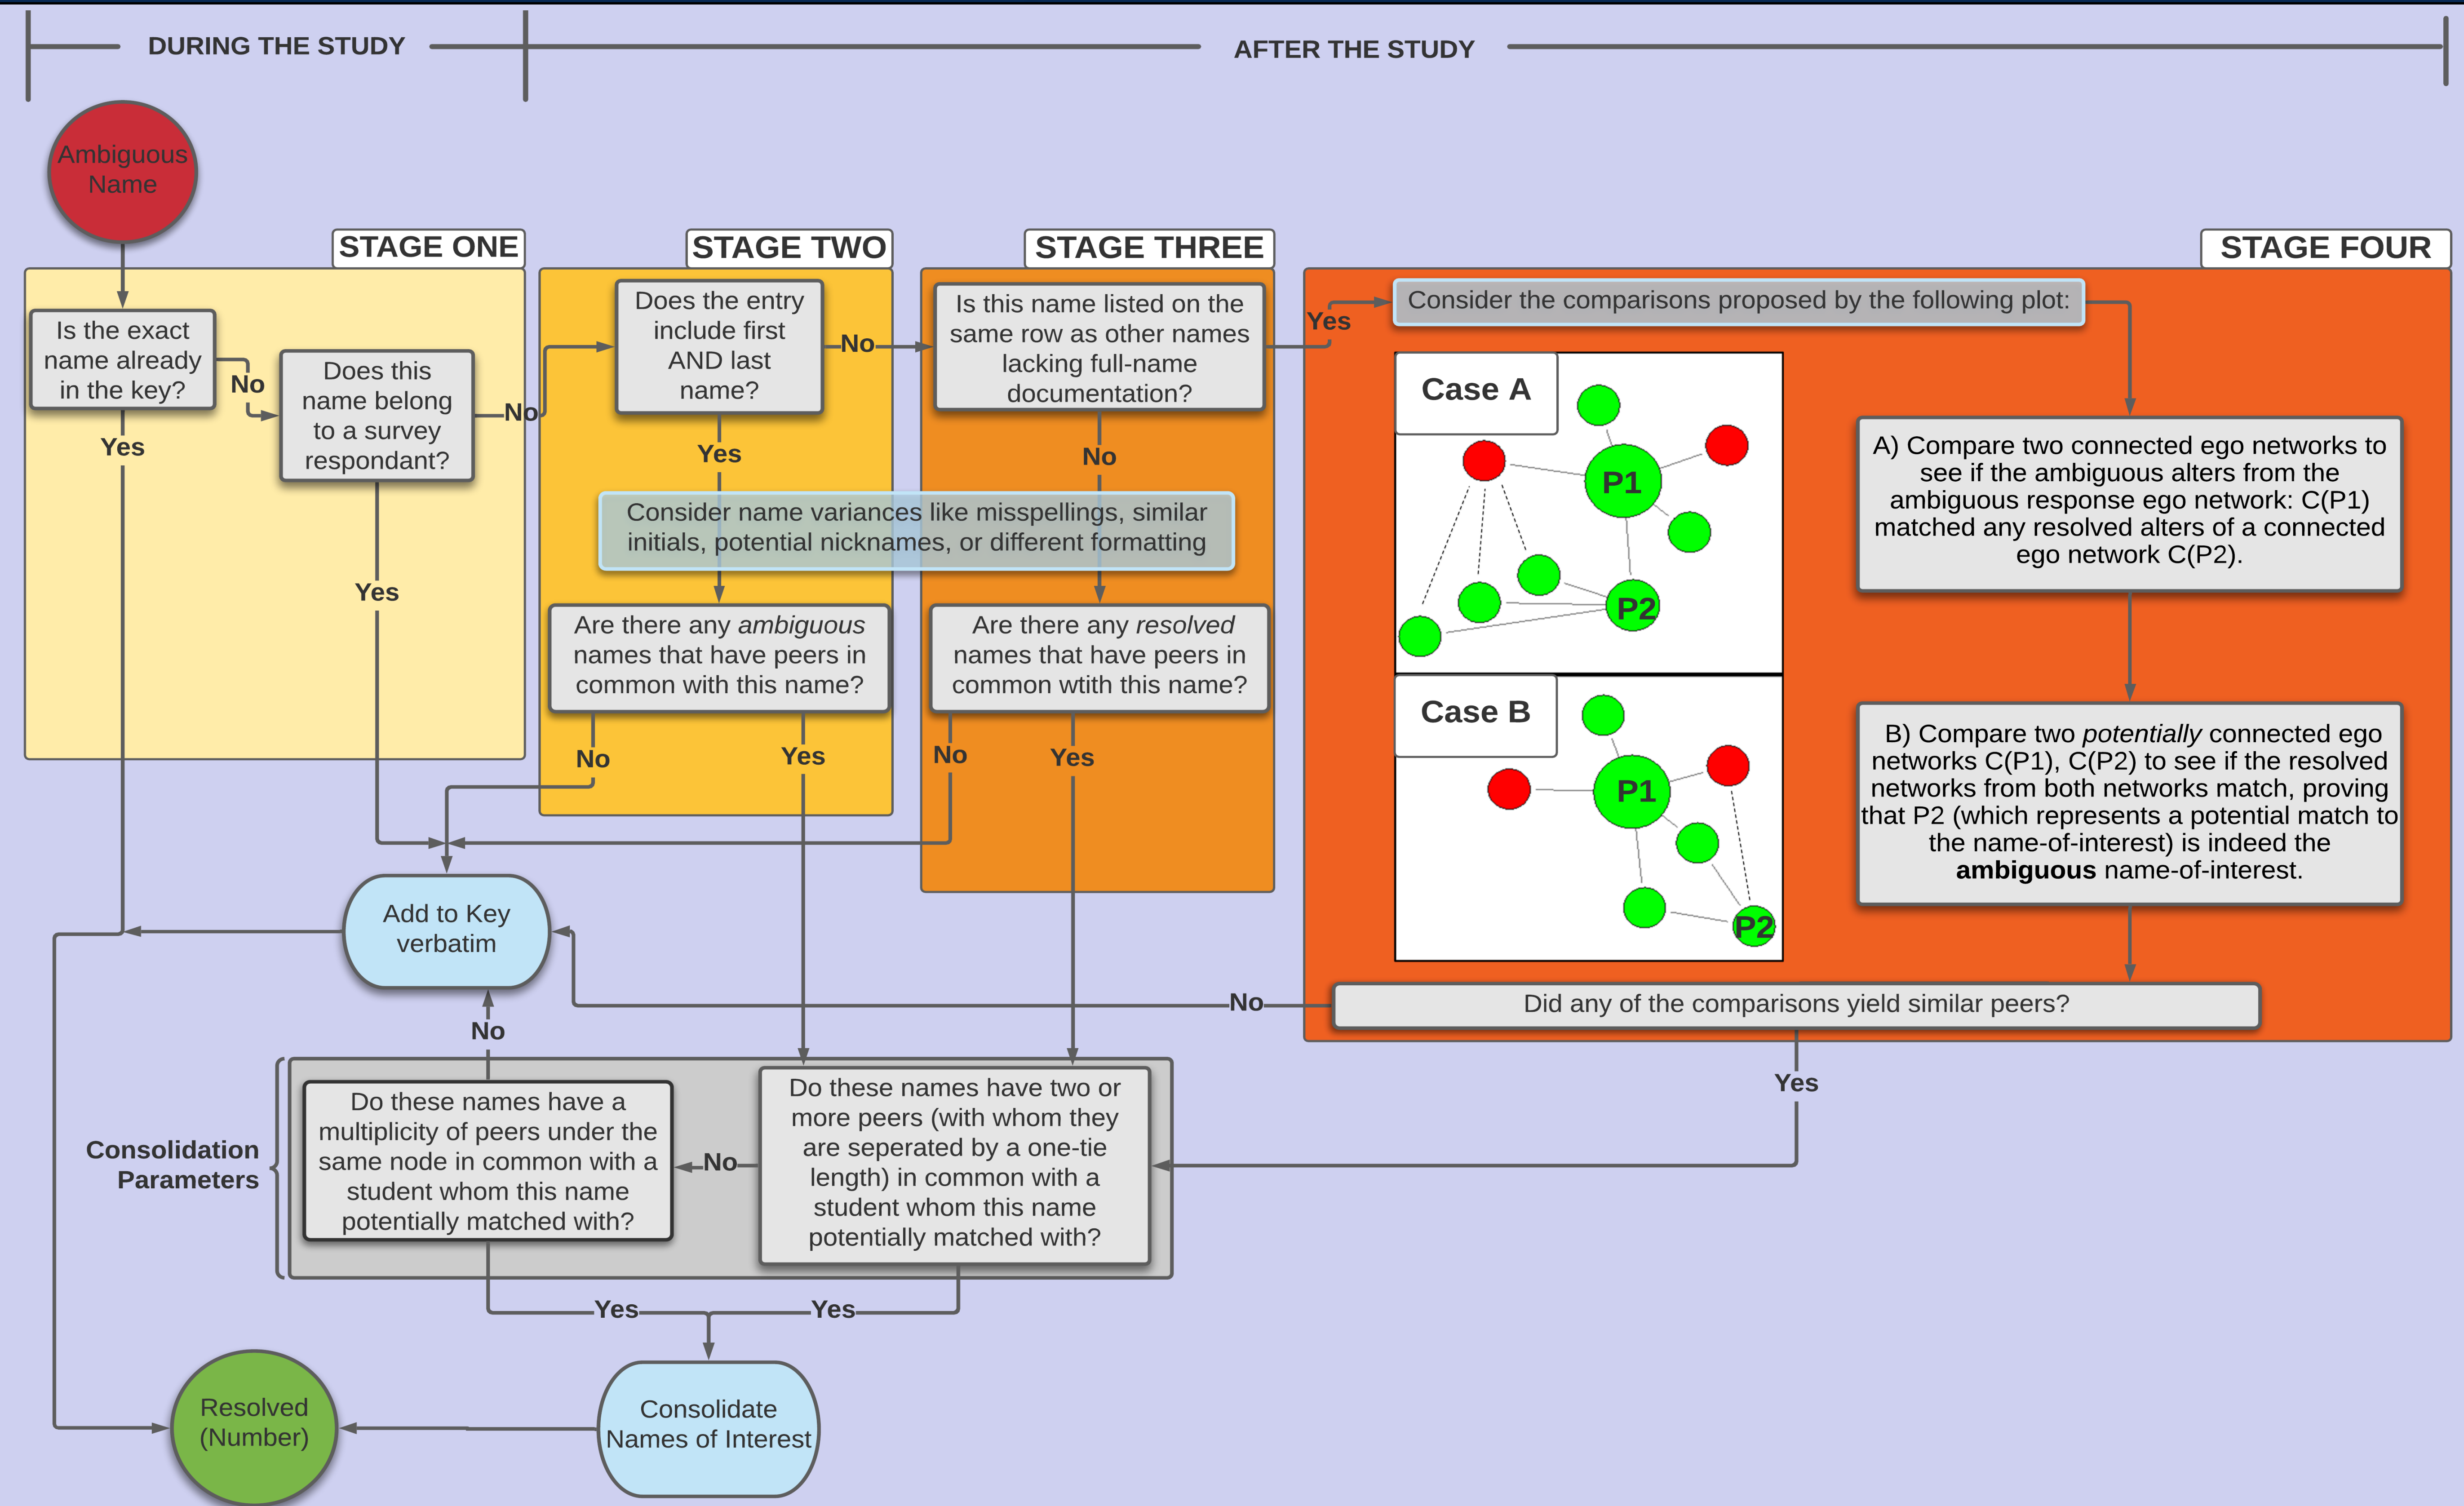 DURING THE STUDY
AFTER THE STUDY
Ambiguous
Name
STAGE ONE
STAGE TWO
STAGE THREE
STAGE FOUR
Is the exact
name already
in the key?
No
Yes
Does this
name belong
to a survey
respondant?
No
Yes
Does the entry
include first
AND last
name?
No
Yes
Is this name listed on the
same row as other names
lacking full-name
documentation?
Yes
No
Consider name variances like misspellings, similar
initials, potential nicknames, or different formatting
Are there any ambiguous
names that have peers in
common with this name?
No
Yes
Are there any resolved
names that have peers in
common wtith this name?
No
Yes
Consider the comparisons proposed by the following plot:
Case A
P1
P2
Case B
P1
P2
A) Compare two connected ego networks to
see if the ambiguous alters from the
ambiguous response ego network: C(P1)
matched any resolved alters of a connected
ego network C(P2).
B) Compare two potentially connected ego
networks C(P1), C(P2) to see if the resolved
networks from both networks match, proving
that P2 (which represents a potential match to
the name-of-interest) is indeed the
ambiguous name-of-interest.
Did any of the comparisons yield similar peers?
No
Yes
Add to Key
verbatim
No
Consolidation
Parameters
Do these names have a
multiplicity of peers under the
same node in common with a
student whom this name
potentially matched with?
No
Do these names have two or
more peers (with whom they
are seperated by a one-tie
length) in common with a
student whom this name
potentially matched with?
Yes
Yes
Resolved
(Number)
Consolidate
Names of Interest